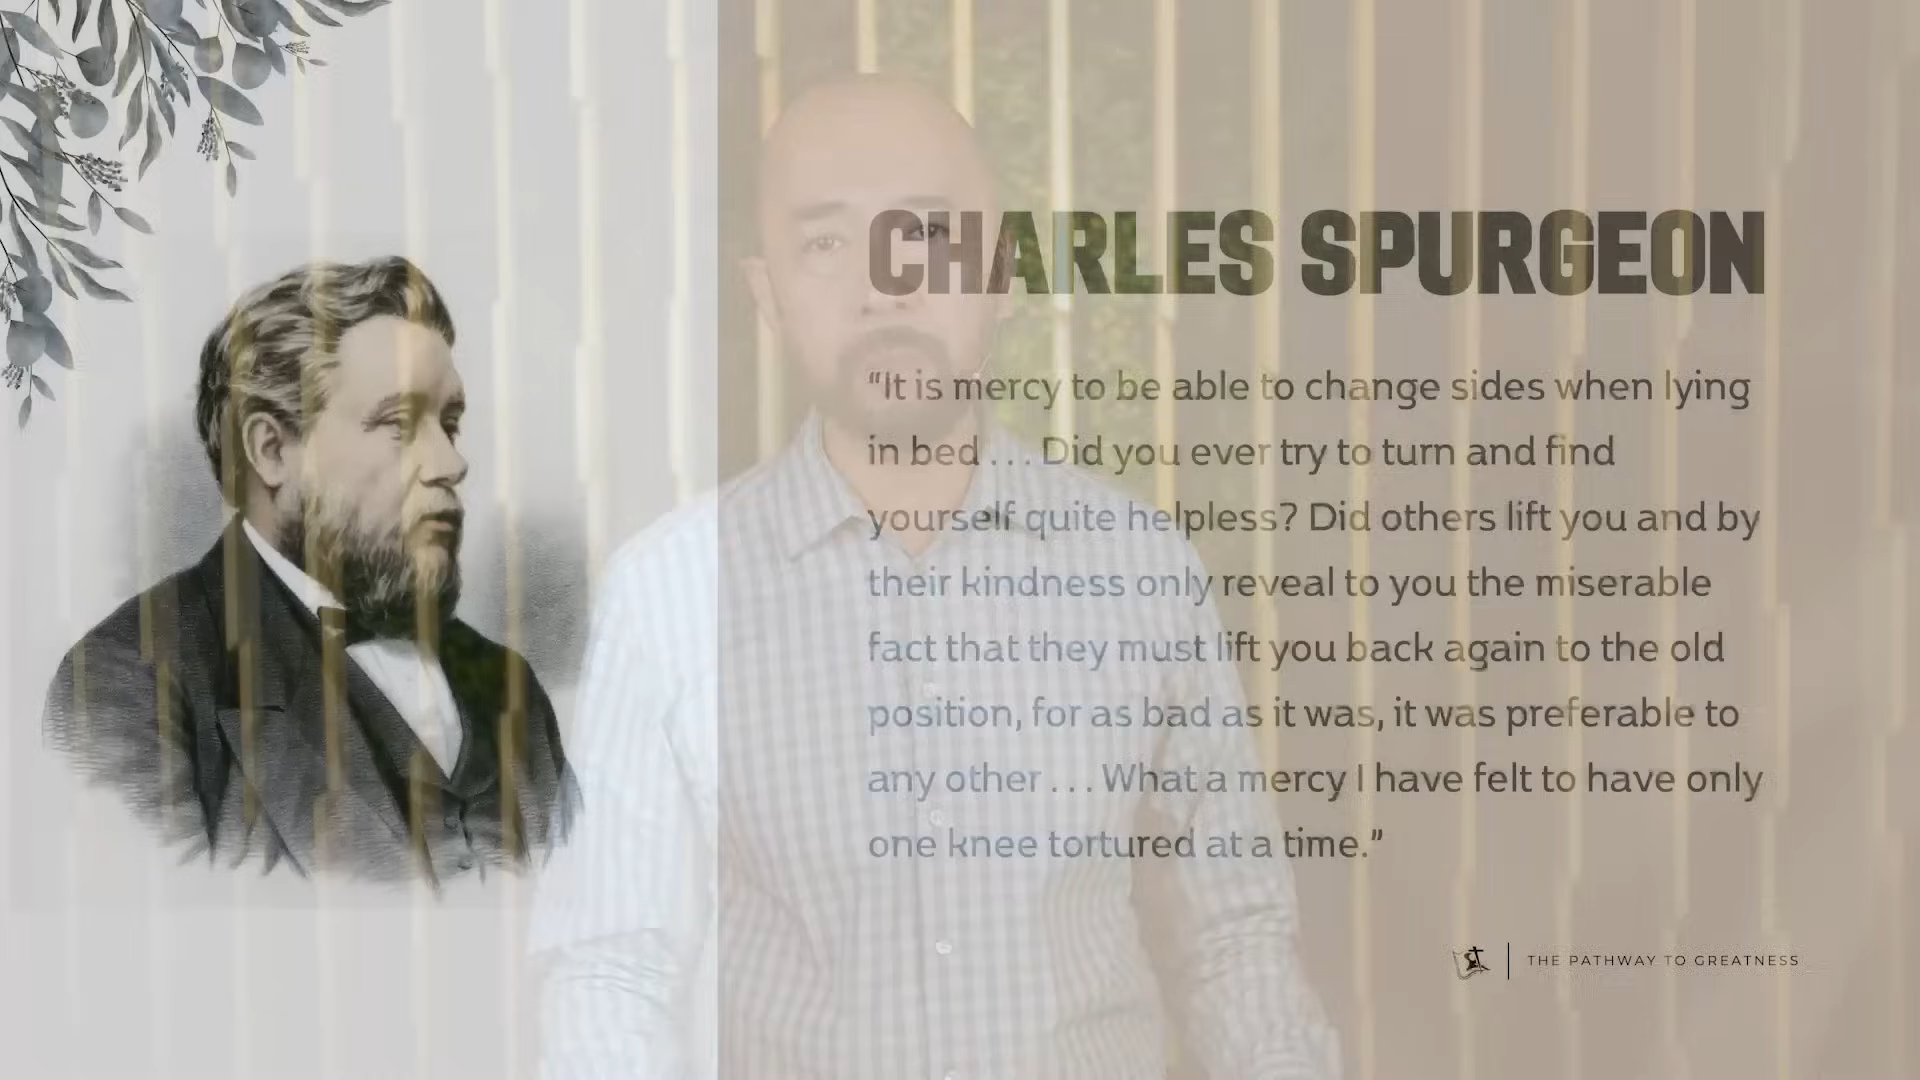 CHARLES SPURGEON
“It is mercy to be able to change sides when lying
in bed . . . Did you ever try to turn and find
yourself quite helpless? Did others lift you and by
their kindness only reveal to you the miserable
fact that they must lift you back again to the old
position, for as bad as it was, it was preferable to
any other . . . What a mercy I have felt to have only
one knee tortured at a time.”
THE PATHWAY TO GREATNESS